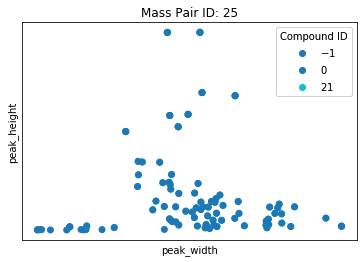 Mass Pair ID: 25
Compound ID
−1
0
21
peak_height
peak_width